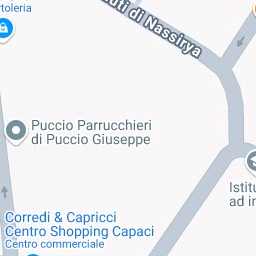 rtoleria
uti di Nassirya
Puccio Parrucchieri
di Puccio Giuseppe
Istitu
ad in
Corredi & Capricci
Centro Shopping Capaci
Centro commerciale